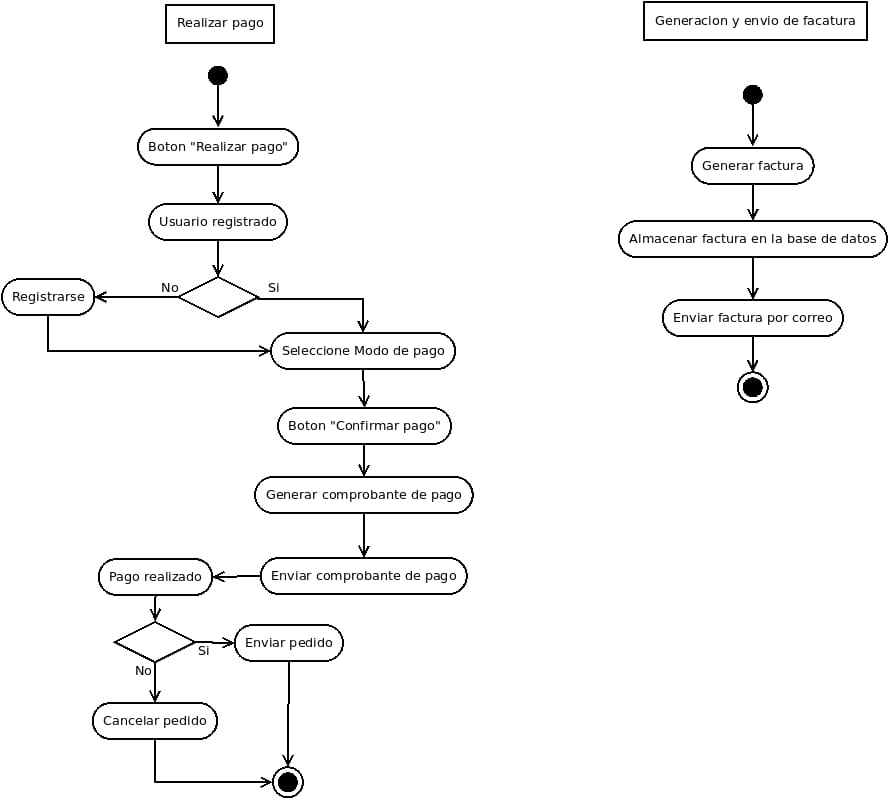 Realizar pago
Boton "Realizar pago"
Usuario registrado
No
Si
Registrarse
Seleccione Modo de pago
Boton "Confirmar pago"
Generar comprobante de pago
Enviar comprobante de pago
Pago realizado
Si
Enviar pedido
No
Cancelar pedido
Generacion y envio de facatura
Generar factura
Almacenar factura en la base de datos
Enviar factura por correo